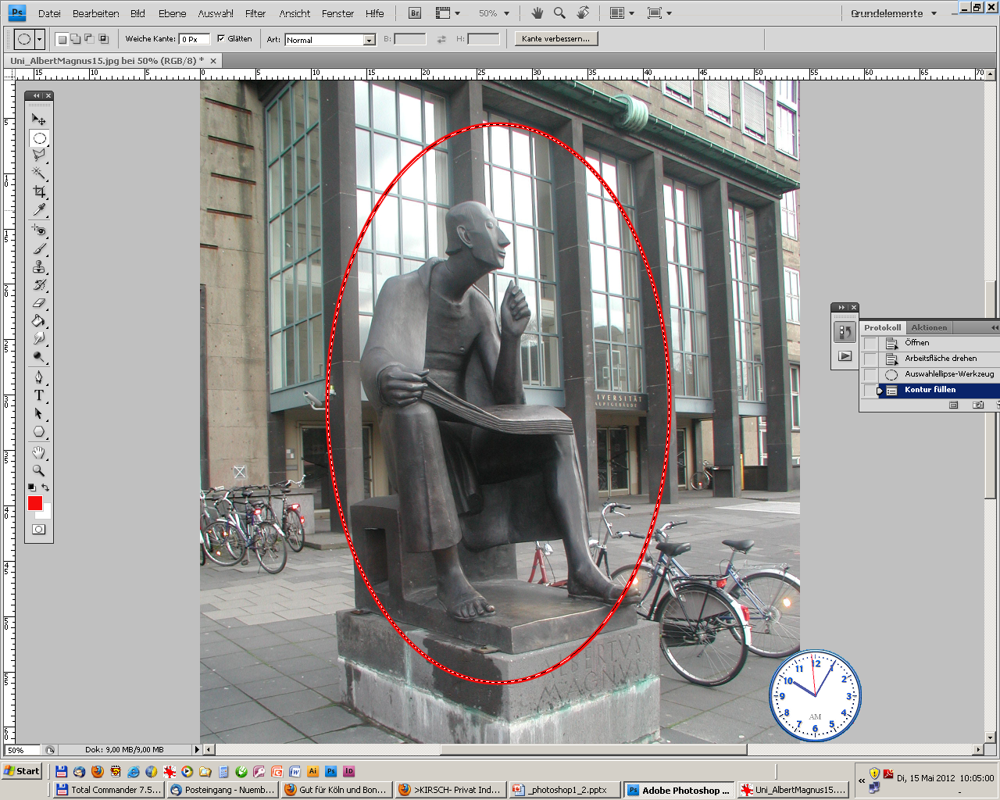 Ps Datei Bearbeiten Bild Ebene Auswahl Filter Ansicht Fenster Hilfe Br 50% Grundelemente
Weiche Kante: 0 Px Glätten Art: Normal B: H: Kante verbessern...
Uni_AlbertMagnus15.jpg bei 50% (RGB/8) *
15 10 5 0 5 10 15 20 25 30 35 40 45 50 55 60 65 70
Protokoll Aktionen
Öffnen
Arbeitsfläche drehen
Auswahlellipse-Werkzeug
Kontur füllen
IVERSITÄT
12
11 1
10 2
9 3
AM
8 4
7 6 5
50% Dok: 9,00 MB/9,00 MB
Start Ai Ps Id
Di, 15 Mai 2012 10:05:00
Total Commander 7.5... Posteingang - Nuemb... Gut für Köln und Bon... >KIRSCH- Privat Ind... _photoshop1_2.pptx Adobe Photoshop ... Uni_AlbertMagnus15....